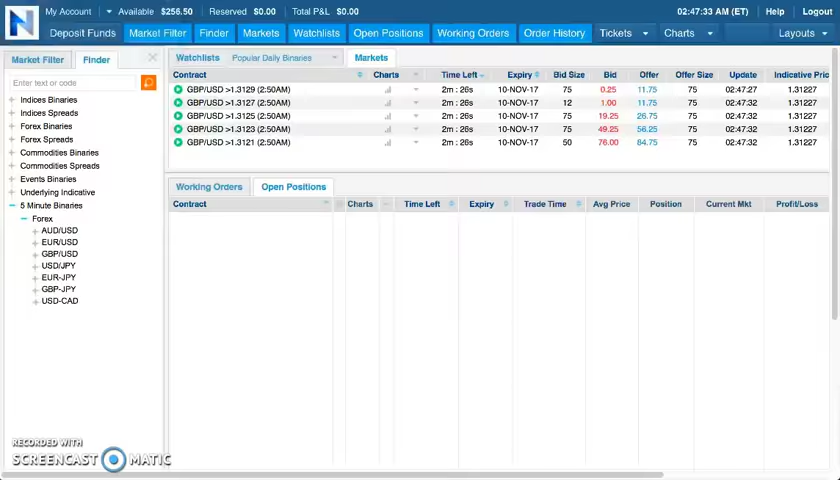 My Account Available $256.50 Reserved $0.00 Total P&L $0.00 02:47:33 AM (ET) Help Logout
Deposit Funds Market Filter Finder Markets Watchlists Open Positions Working Orders Order History Tickets Charts Layouts
Market Filter Finder
Enter text or code
Indices Binaries
Indices Spreads
Forex Binaries
Forex Spreads
Commodities Binaries
Commodities Spreads
Events Binaries
Underlying Indicative
5 Minute Binaries
Forex
AUD/USD
EUR/USD
GBP/USD
USD/JPY
EUR-JPY
GBP-JPY
USD-CAD
Watchlists Popular Daily Binaries Markets
Contract Charts Time Left Expiry Bid Size Bid Offer Offer Size Update Indicative Pric
GBP/USD >1.3129 (2:50AM) 2m : 26s 10-NOV-17 75 0.25 11.75 75 02:47:27 1.31227
GBP/USD >1.3127 (2:50AM) 2m : 26s 10-NOV-17 12 1.00 11.75 75 02:47:32 1.31227
GBP/USD >1.3125 (2:50AM) 2m : 26s 10-NOV-17 75 19.25 26.75 75 02:47:32 1.31227
GBP/USD >1.3123 (2:50AM) 2m : 26s 10-NOV-17 75 49.25 56.25 75 02:47:32 1.31227
GBP/USD >1.3121 (2:50AM) 2m : 26s 10-NOV-17 50 76.00 84.75 75 02:47:32 1.31227
Working Orders Open Positions
Contract Charts Time Left Expiry Trade Time Avg Price Position Current Mkt Profit/Loss
RECORDED WITH
SCREENCAST MATIC